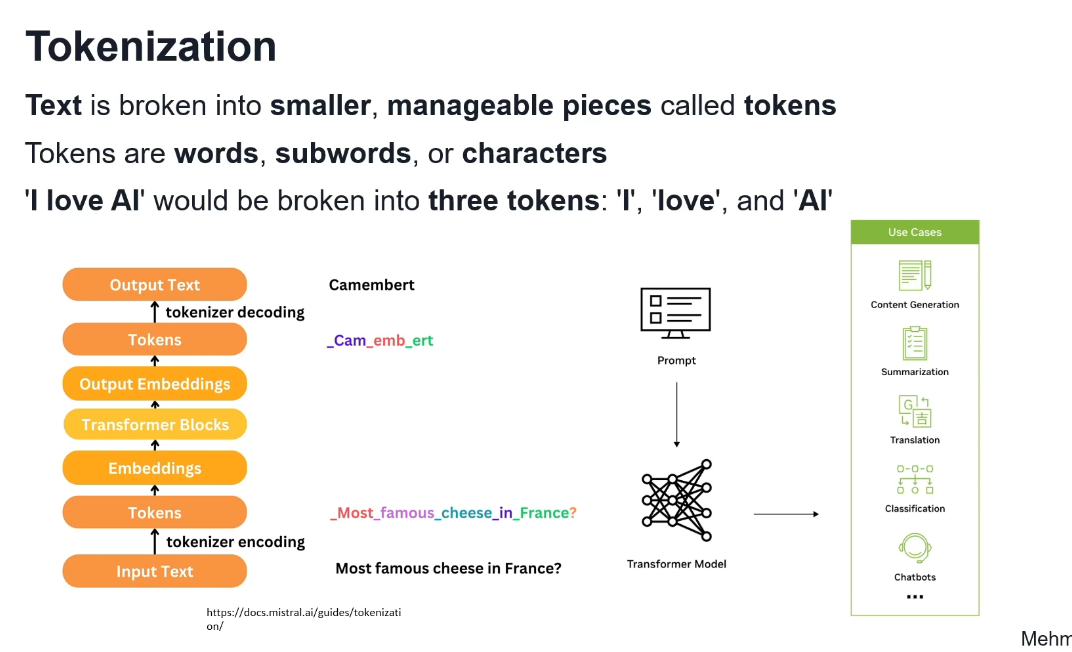 Tokenization
Text is broken into smaller, manageable pieces called tokens
Tokens are words, subwords, or characters
'I love AI' would be broken into three tokens: 'I', 'love', and 'AI'
Output Text
tokenizer decoding
Tokens
Output Embeddings
Transformer Blocks
Embeddings
Tokens
tokenizer encoding
Input Text
Camembert
_Cam_emb_ert
_Most_famous_cheese_in_France?
Most famous cheese in France?
https://docs.mistral.ai/guides/tokenizati
on/
Prompt
Transformer Model
Use Cases
Content Generation
Summarization
G
吉
Translation
Classification
Chatbots
...
Mehm